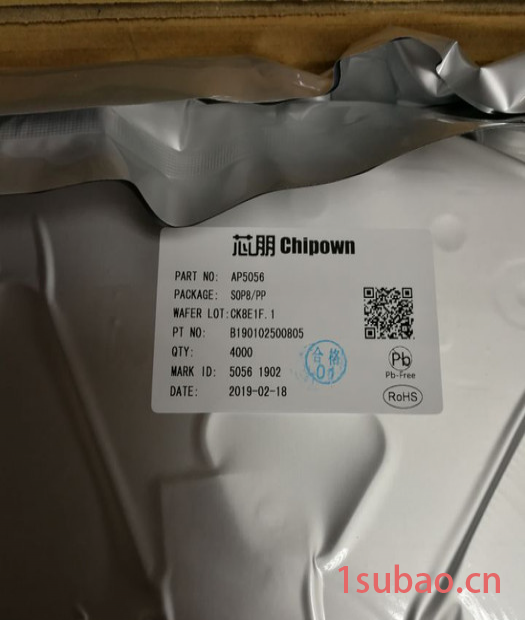 芯朋 Chipown
PART NO: AP5056
PACKAGE: SOP8/PP
WAFER LOT:CK8E1F.1
PT NO: B190102500805
QTY: 4000
合格
01
MARK ID: 5056 1902
DATE: 2019-02-18
Pb
Pb-Free
RoHS
1subao.cn